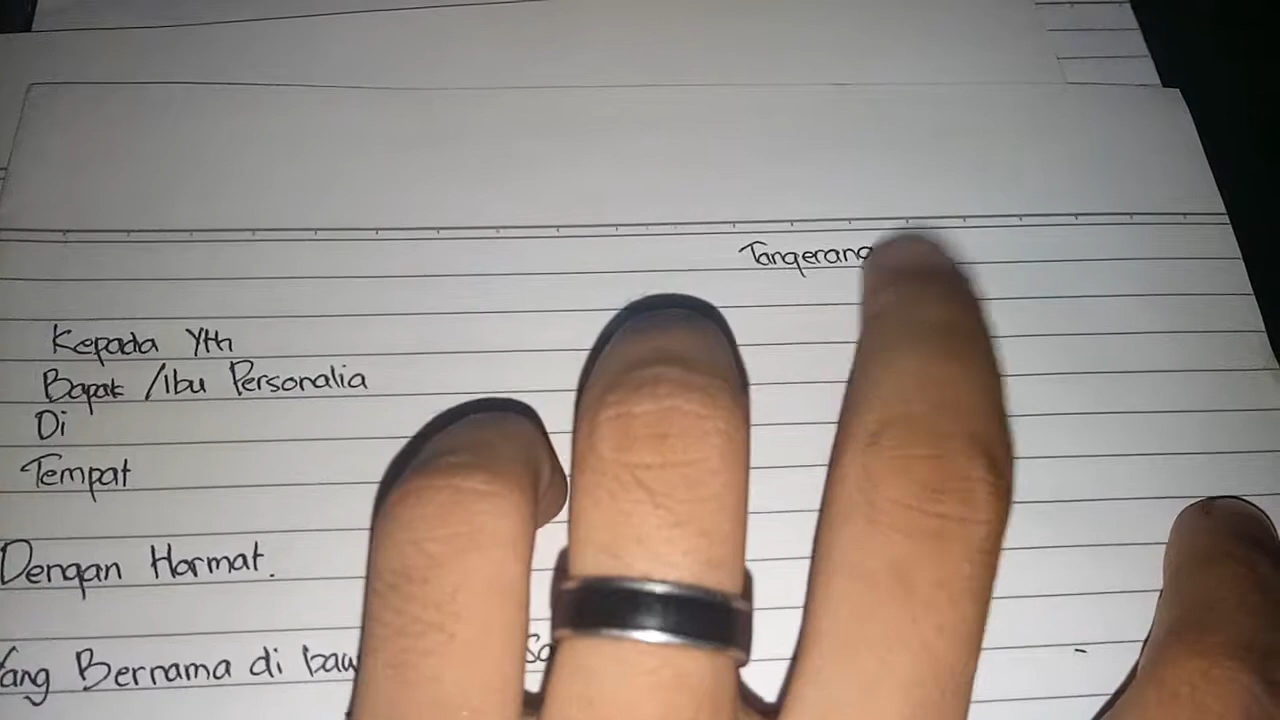 Tangerang
Kepada Yth
Bapak /Ibu Personalia
Di
Tempat
Dengan Hormat.
Yang Bernama di